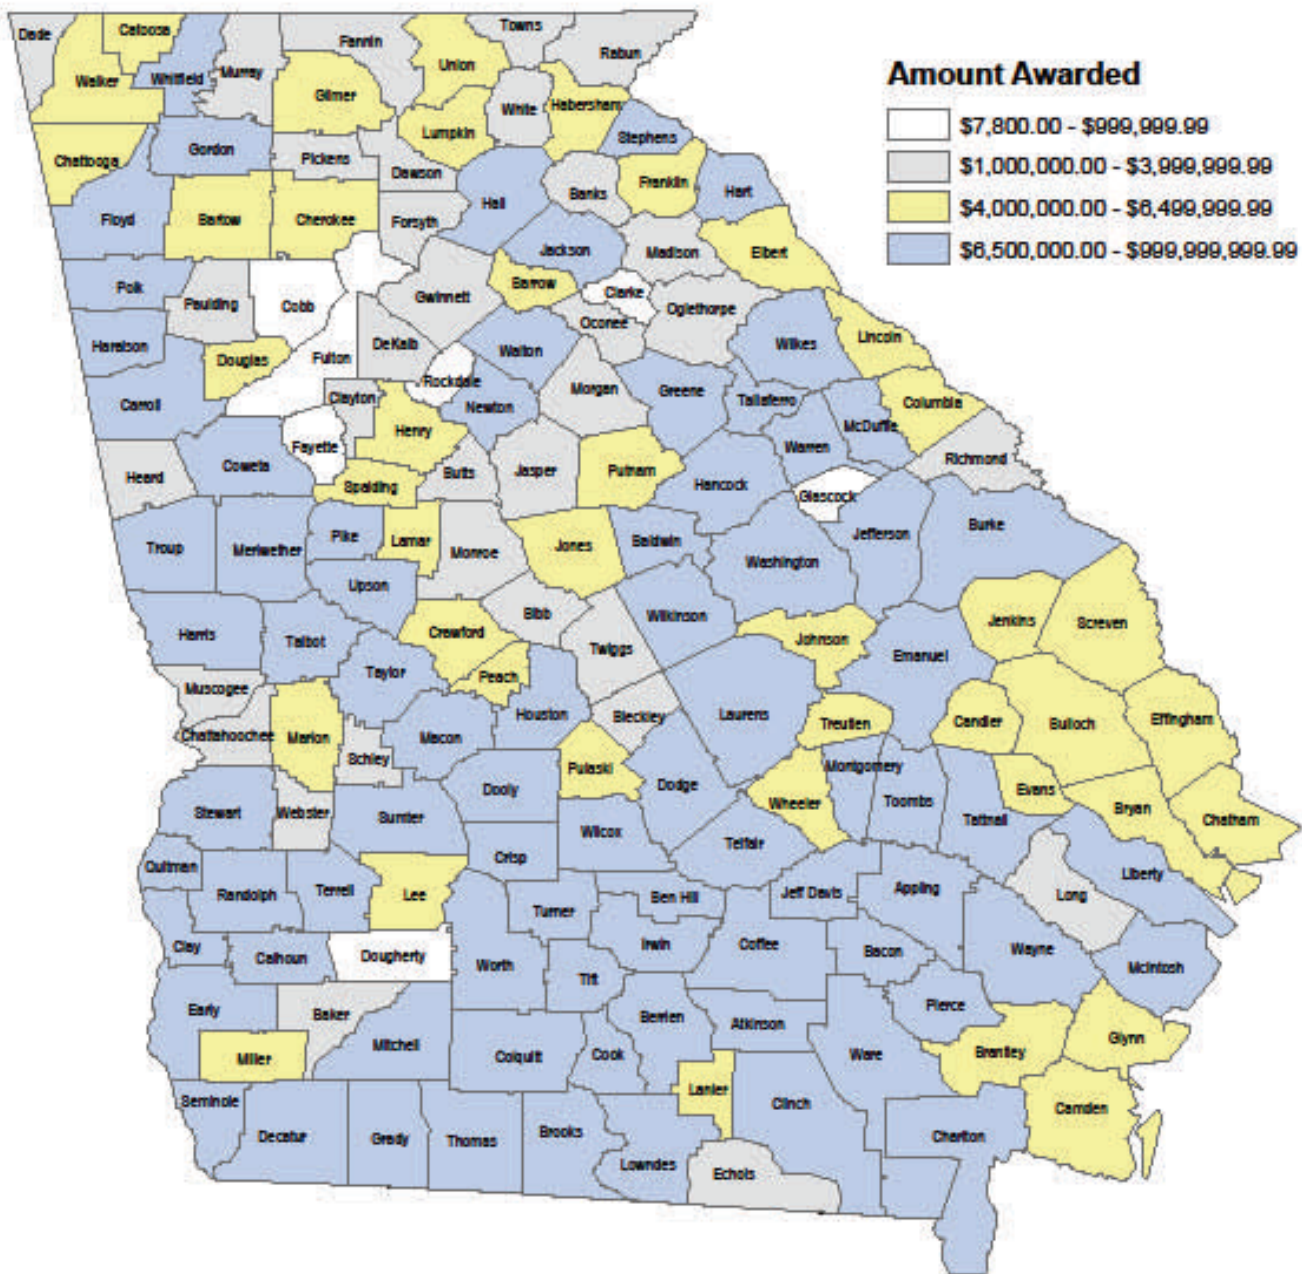 Amount Awarded
$7,800.00 - $999,999.99
$1,000,000.00 - $3,999,999.99
$4,000,000.00 - $6,499,999.99
$6,500,000.00 - $999,999,999.99
Dade
Catoosa
Fannin
Towns
Rabun
Walker
Whitfield
Murray
Union
Gilmer
White
Habersham
Lumpkin
Stephens
Chattooga
Gordon
Pickens
Dawson
Banks
Franklin
Hart
Floyd
Bartow
Cherokee
Forsyth
Hall
Jackson
Madison
Elbert
Polk
Paulding
Cobb
Gwinnett
Barrow
Clarke
Oglethorpe
Oconee
Haralson
Douglas
Fulton
DeKalb
Walton
Wilkes
Lincoln
Carroll
Clayton
Rockdale
Newton
Morgan
Greene
Taliaferro
Columbia
McDuffie
Henry
Fayette
Warren
Heard
Coweta
Spalding
Butts
Jasper
Putnam
Hancock
Glascock
Richmond
Troup
Meriwether
Pike
Lamar
Monroe
Jones
Baldwin
Washington
Jefferson
Burke
Upson
Harris
Talbot
Crawford
Bibb
Wilkinson
Johnson
Jenkins
Screven
Taylor
Peach
Twiggs
Emanuel
Muscogee
Chattahoochee
Marion
Macon
Houston
Bleckley
Laurens
Treutlen
Candler
Bulloch
Effingham
Schley
Pulaski
Montgomery
Stewart
Webster
Sumter
Dooly
Dodge
Wheeler
Toombs
Tattnall
Evans
Bryan
Chatham
Quitman
Crisp
Wilcox
Telfair
Randolph
Terrell
Lee
Turner
Ben Hill
Jeff Davis
Appling
Long
Liberty
Clay
Calhoun
Dougherty
Worth
Tift
Irwin
Coffee
Bacon
Wayne
McIntosh
Early
Baker
Mitchell
Berrien
Atkinson
Pierce
Miller
Colquitt
Cook
Ware
Brantley
Glynn
Seminole
Lanier
Clinch
Camden
Decatur
Grady
Thomas
Brooks
Lowndes
Echols
Charlton